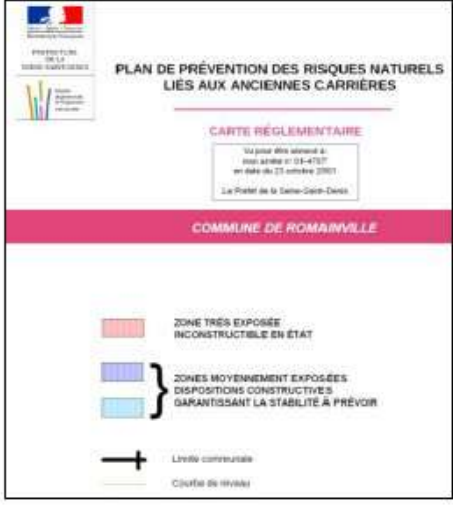 PRÉFECTURE
DE LA
SEINE-SAINT-DENIS
PLAN DE PRÉVENTION DES RISQUES NATURELS
LIÉS AUX ANCIENNES CARRIÈRES
CARTE RÉGLEMENTAIRE
Vu pour être annexé à
mon arrêté n° 01-4707
en date du 23 octobre 2001
Le Préfet de la Seine-Saint-Denis
COMMUNE DE ROMAINVILLE
ZONE TRÈS EXPOSÉE
INCONSTRUCTIBLE EN ÉTAT
ZONES MOYENNEMENT EXPOSÉES
DISPOSITIONS CONSTRUCTIVES
GARANTISSANT LA STABILITÉ À PRÉVOIR
Limite communale
Courbe de niveau